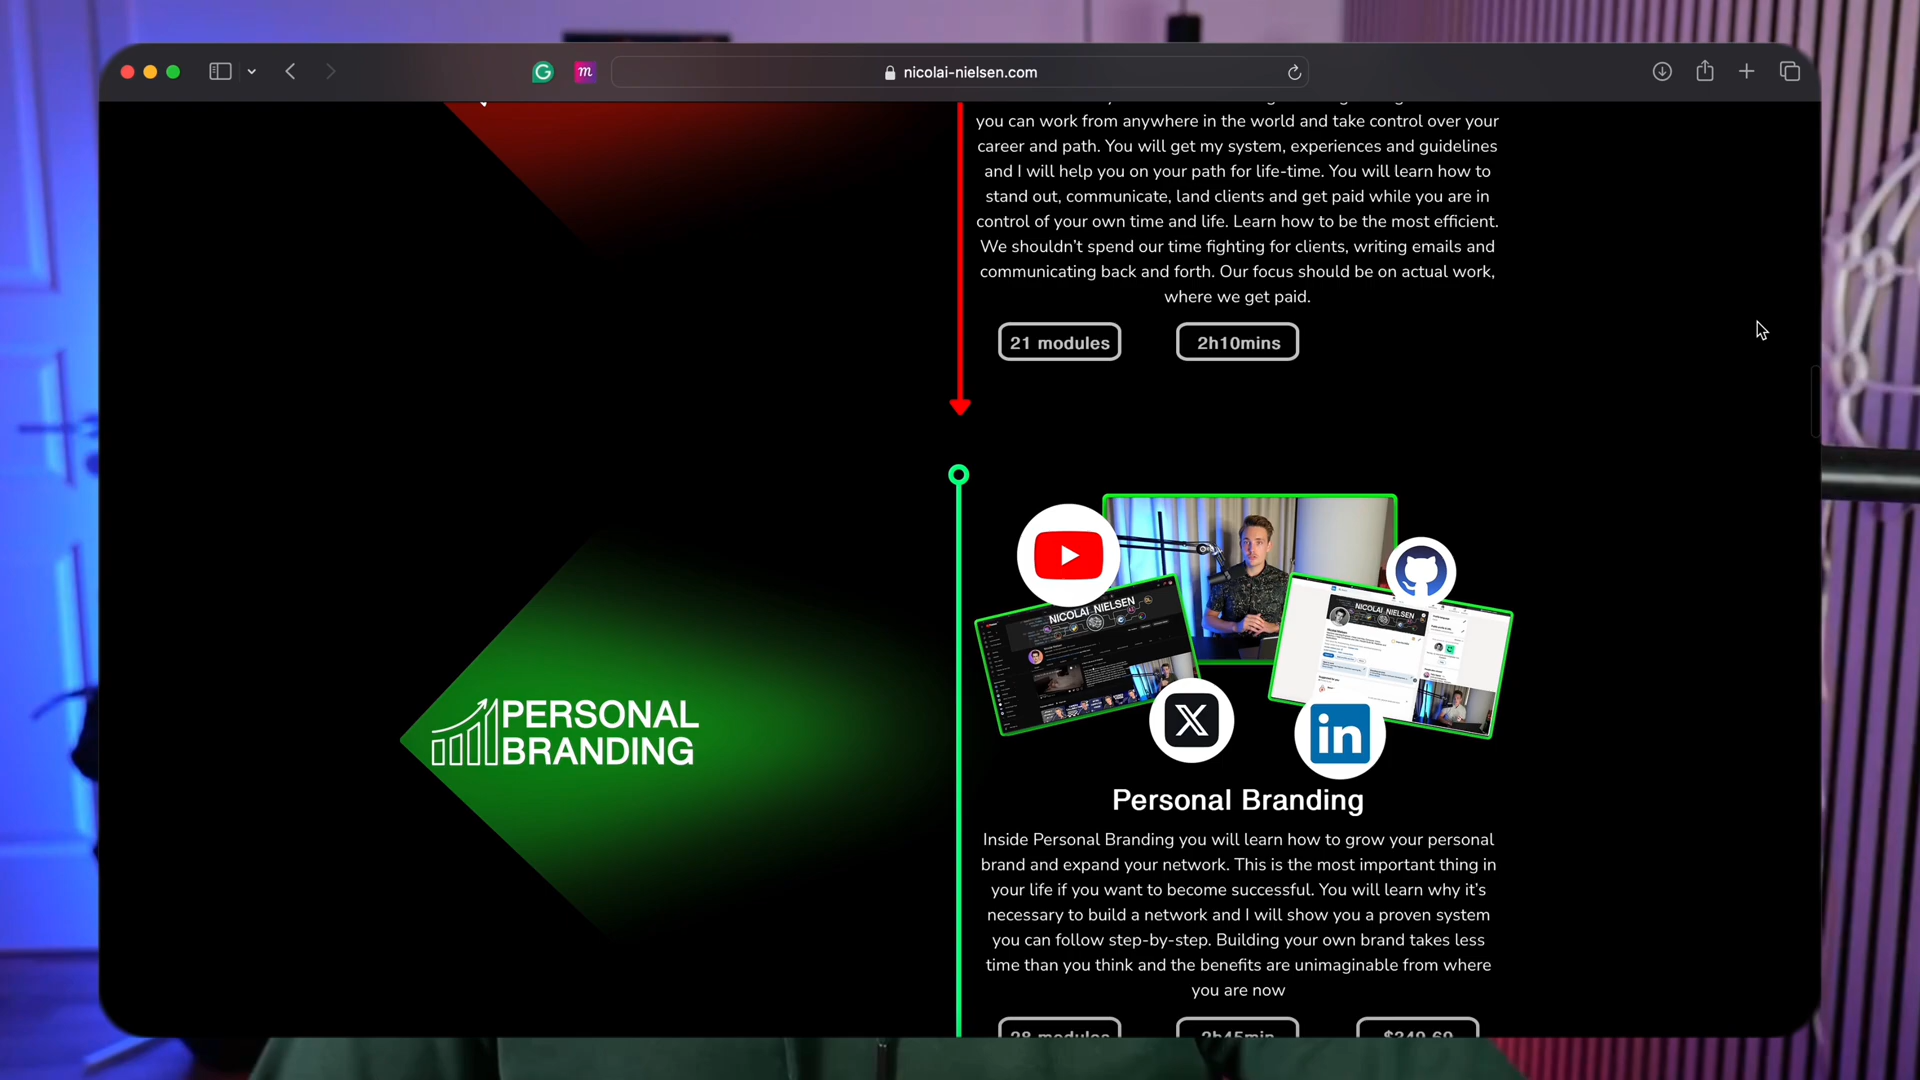 nicolai-nielsen.com
you can work from anywhere in the world and take control over your
career and path. You will get my system, experiences and guidelines
and I will help you on your path for life-time. You will learn how to
stand out, communicate, land clients and get paid while you are in
control of your own time and life. Learn how to be the most efficient.
We shouldn't spend our time fighting for clients, writing emails and
communicating back and forth. Our focus should be on actual work,
where we get paid.
21 modules
2h10mins
NICOLAI_NIELSEN
NICOLAI_NIELSEN
in
PERSONAL
BRANDING
Personal Branding
Inside Personal Branding you will learn how to grow your personal
brand and expand your network. This is the most important thing in
your life if you want to become successful. You will learn why it's
necessary to build a network and I will show you a proven system
you can follow step-by-step. Building your own brand takes less
time than you think and the benefits are unimaginable from where
you are now
28 modules
2h45min
$349.69